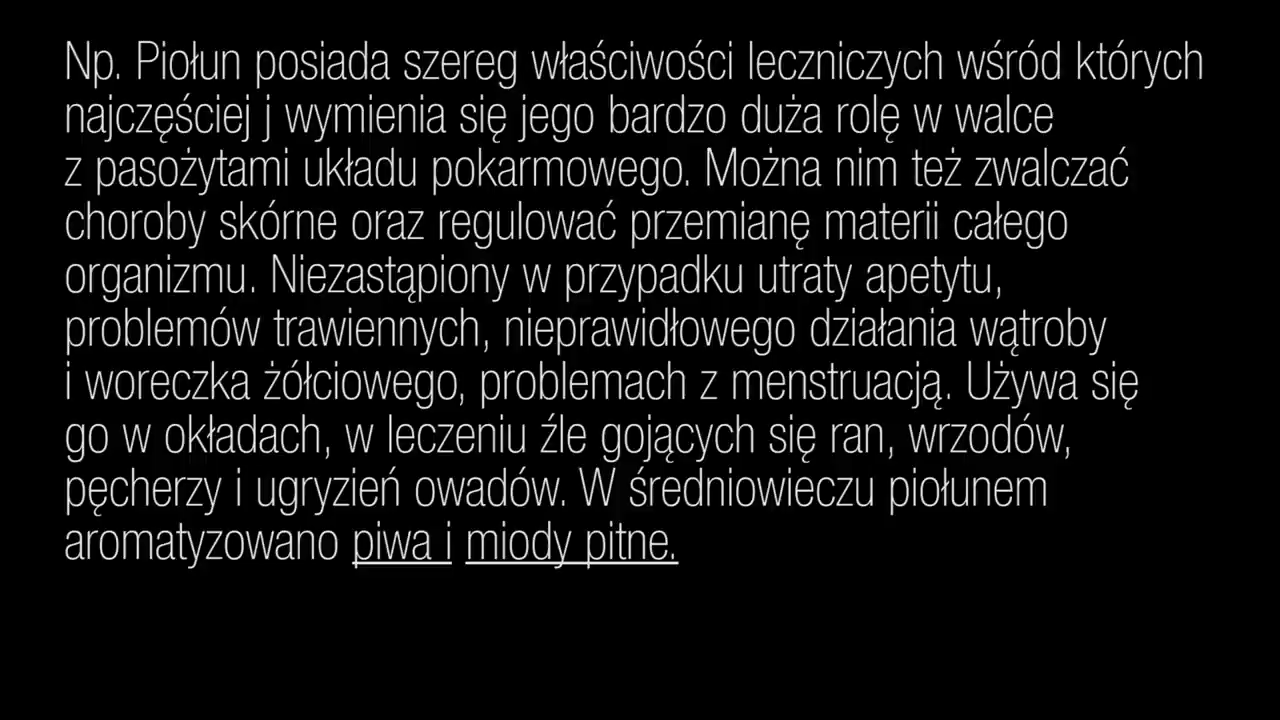 Np. Piołun posiada szereg właściwości leczniczych wśród których
najczęściej j wymienia się jego bardzo duża rolę w walce
z pasożytami układu pokarmowego. Można nim też zwalczać
choroby skórne oraz regulować przemianę materii całego
organizmu. Niezastąpiony w przypadku utraty apetytu,
problemów trawiennych, nieprawidłowego działania wątroby
i woreczka żółciowego, problemach z menstruacją. Używa się
go w okładach, w leczeniu źle gojących się ran, wrzodów,
pęcherzy i ugryzień owadów. W średniowieczu piołunem
aromatyzowano piwa i miody pitne.